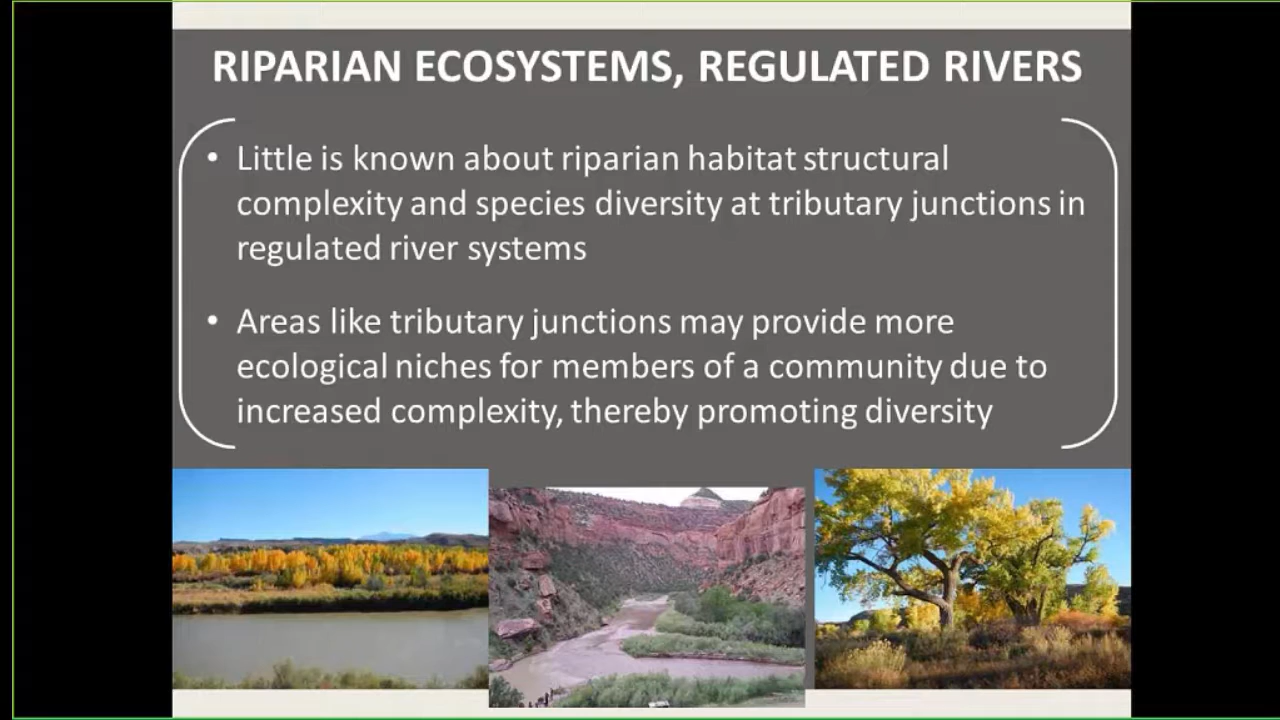 RIPARIAN ECOSYSTEMS, REGULATED RIVERS
• Little is known about riparian habitat structural
complexity and species diversity at tributary junctions in
regulated river systems
• Areas like tributary junctions may provide more
ecological niches for members of a community due to
increased complexity, thereby promoting diversity